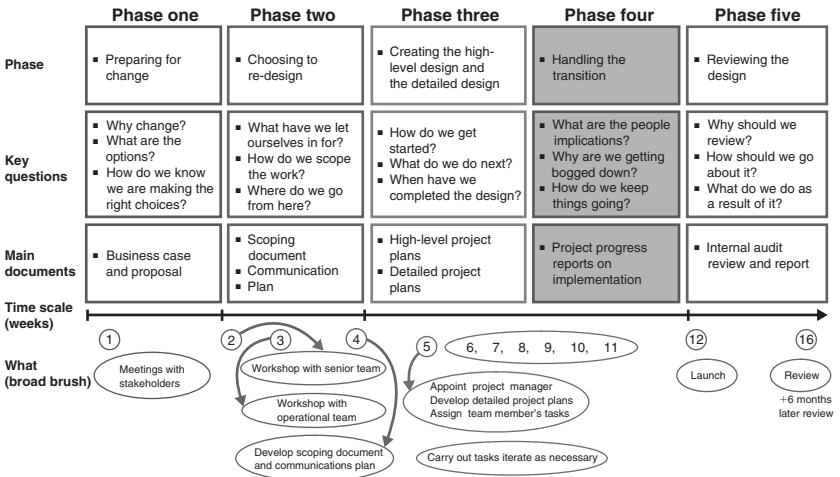 Phase one
Phase two
Phase three
Phase four
Phase five
Phase
▪ Preparing for
change
▪ Choosing to
re-design
▪ Creating the high-
level design and
the detailed design
▪ Handling the
transition
▪ Reviewing the
design
Key
questions
▪ Why change?
▪ What are the
options?
▪ How do we know
we are making the
right choices?
▪ What have we let
ourselves in for?
▪ How do we scope
the work?
▪ Where do we go
from here?
▪ How do we get
started?
▪ What do we do next?
▪ When have we
completed the design?
▪ What are the people
implications?
▪ Why are we getting
bogged down?
▪ How do we keep
things going?
▪ Why should we
review?
▪ How should we go
about it?
▪ What do we do as
a result of it?
Main
documents
▪ Business case
and proposal
▪ Scoping
document
▪ Communication
▪ Plan
▪ High-level project
plans
▪ Detailed project
plans
▪ Project progress
reports on
implementation
▪ Internal audit
review and report
Time scale
(weeks)
1
2
3
4
5
6, 7, 8, 9, 10, 11
12
16
What
(broad brush)
Meetings with
stakeholders
Workshop with senior team
Workshop with
operational team
Develop scoping document
and communications plan
Appoint project manager
Develop detailed project plans
Assign team member's tasks
Carry out tasks iterate as necessary
Launch
Review
+6 months
later review